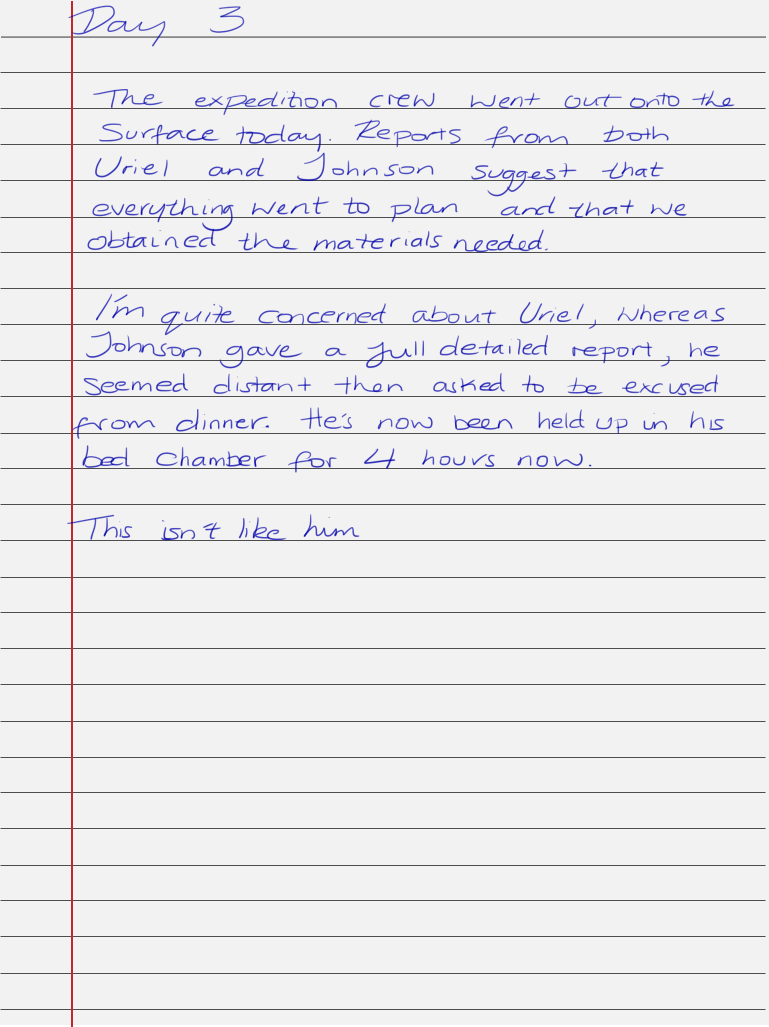 Day 3
The expedition crew went out onto the
Surface today. Reports from both
Uriel and Johnson suggest that
everything went to plan and that we
obtained the materials needed.
I'm quite concerned about Uriel, whereas
Johnson gave a full detailed report, he
seemed distant then asked to be excused
from dinner. He's now been held up in his
bed chamber for 4 hours now.
This isn't like him